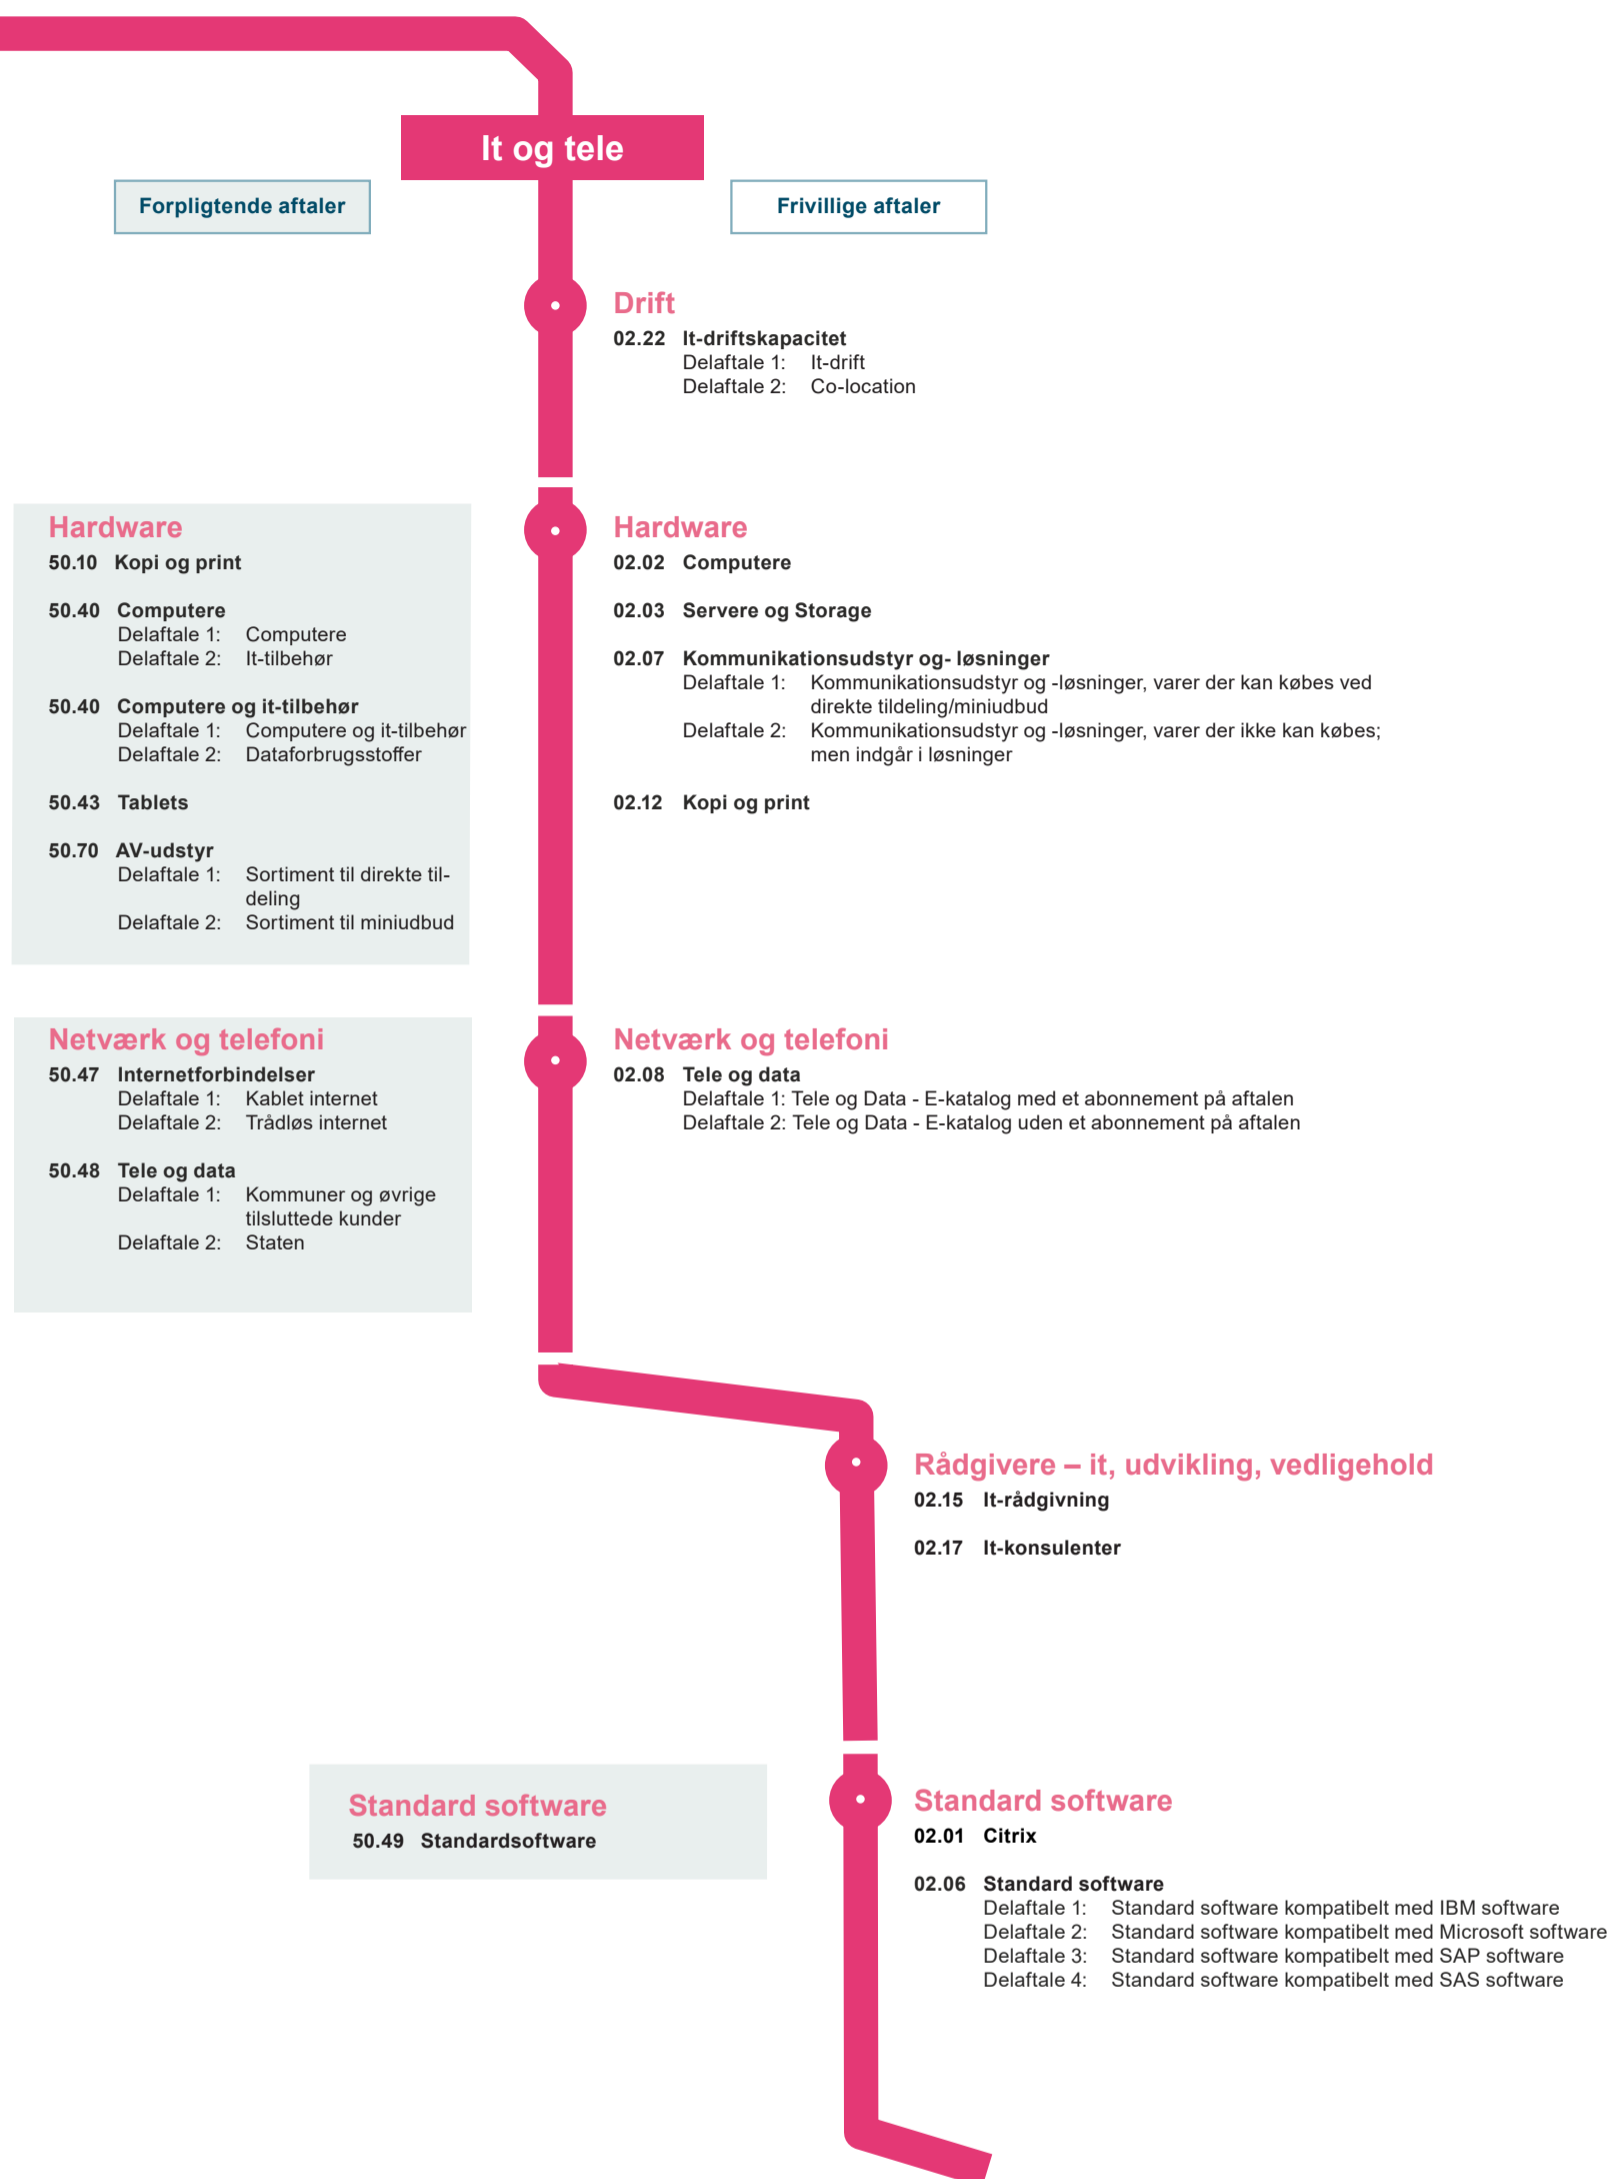 It og tele
Forpligtende aftaler
Frivillige aftaler
Drift
02.22 It-driftskapacitet
Delaftale 1: It-drift
Delaftale 2: Co-location
Hardware
50.10 Kopi og print
50.40 Computere
Delaftale 1: Computere
Delaftale 2: It-tilbehør
50.40 Computere og it-tilbehør
Delaftale 1: Computere og it-tilbehør
Delaftale 2: Dataforbrugsstoffer
50.43 Tablets
50.70 AV-udstyr
Delaftale 1: Sortiment til direkte til-
deling
Delaftale 2: Sortiment til miniudbud
Hardware
02.02 Computere
02.03 Servere og Storage
02.07 Kommunikationsudstyr og- løsninger
Delaftale 1: Kommunikationsudstyr og -løsninger, varer der kan købes ved
direkte tildeling/miniudbud
Delaftale 2: Kommunikationsudstyr og -løsninger, varer der ikke kan købes;
men indgår i løsninger
02.12 Kopi og print
Netværk og telefoni
50.47 Internetforbindelser
Delaftale 1: Kablet internet
Delaftale 2: Trådløs internet
50.48 Tele og data
Delaftale 1: Kommuner og øvrige
tilsluttede kunder
Delaftale 2: Staten
Netværk og telefoni
02.08 Tele og data
Delaftale 1: Tele og Data - E-katalog med et abonnement på aftalen
Delaftale 2: Tele og Data - E-katalog uden et abonnement på aftalen
Rådgivere – it, udvikling, vedligehold
02.15 It-rådgivning
02.17 It-konsulenter
Standard software
50.49 Standardsoftware
Standard software
02.01 Citrix
02.06 Standard software
Delaftale 1: Standard software kompatibelt med IBM software
Delaftale 2: Standard software kompatibelt med Microsoft software
Delaftale 3: Standard software kompatibelt med SAP software
Delaftale 4: Standard software kompatibelt med SAS software